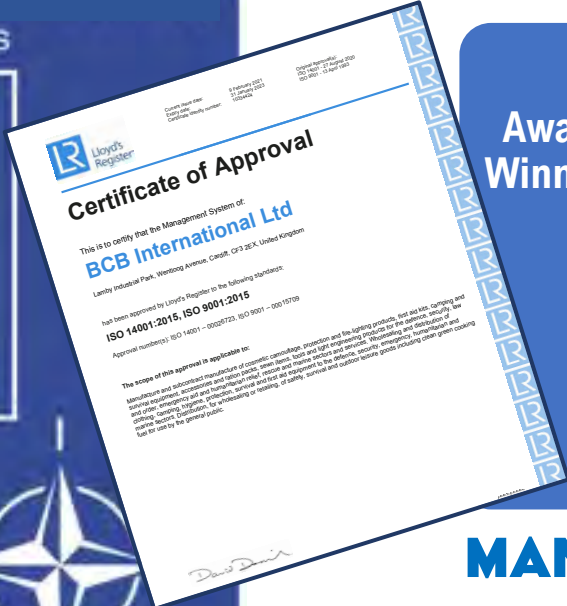 S
Current issue date: 9 February 2021
Expiry date: 31 January 2023
Certificate identity number: 10334424
Original approval(s):
ISO 14001 - 27 August 2020
ISO 9001 - 13 April 1993
LR
Lloyd's
Register
Certificate of Approval
This is to certify that the Management System of:
BCB International Ltd
Lamby Industrial Park, Wentloog Avenue, Cardiff, CF3 2EX, United Kingdom
has been approved by Lloyd's Register to the following standards:
ISO 14001:2015, ISO 9001:2015
Approval number(s): ISO 14001 – 00026723, ISO 9001 – 00015709
The scope of this approval is applicable to:
Manufacture and subcontract manufacture of cosmetic camouflage, protection and fire-lighting products, first aid kits, camping and
survival equipment, accessories and ration packs, sewn items, tools and light engineering products for the defence, security, law
and order, emergency aid and humanitarian relief, rescue and marine sectors and services. Wholesaling and distribution of
clothing, camping, hygiene, protection, survival and first aid equipment to the defence, security, emergency, humanitarian and
marine sectors. Distribution, for wholesaling or retailing, of safety, survival and outdoor leisure goods including clean green cooking
fuel for use by the general public.
Awa
Winn
MAN